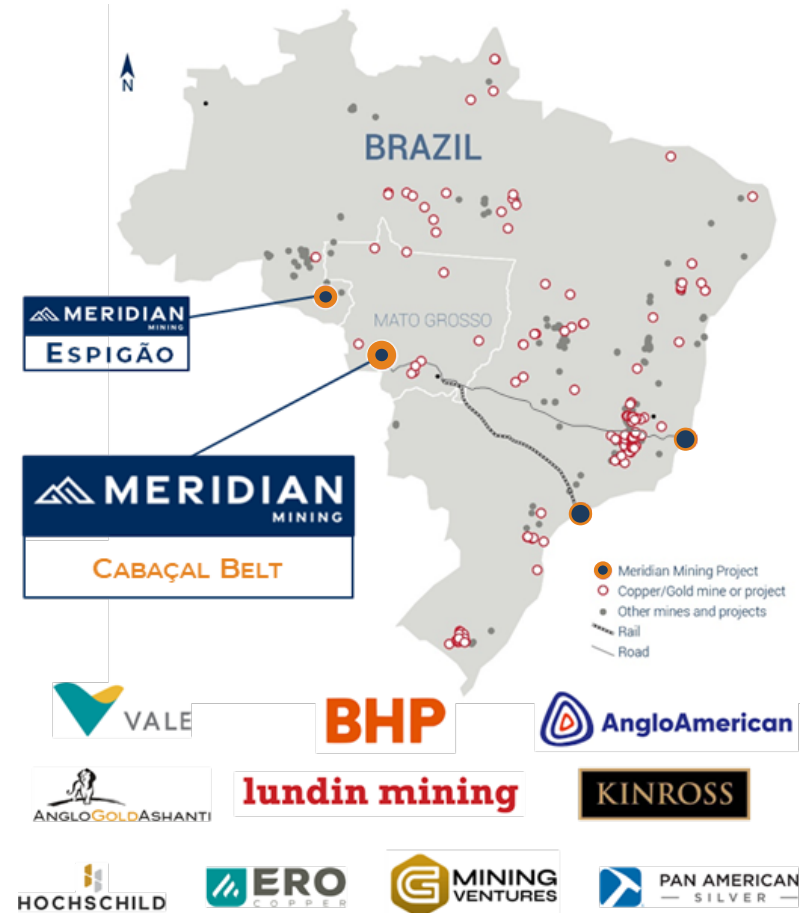 N
BRAZIL
MERIDIAN
MINING
ESPIGÃO
MATO GROSSO
MERIDIAN
MINING
CABAÇAL BELT
Meridian Mining Project
Copper/Gold mine or project
Other mines and projects
Rail
Road
VALE
BHP
AngloAmerican
ANGLOGOLDASHANTI
lundin mining
KINROSS
HOCHSCHILD
ERO
COPPER
G
MINING
VENTURES
PAN AMERICAN
— SILVER —